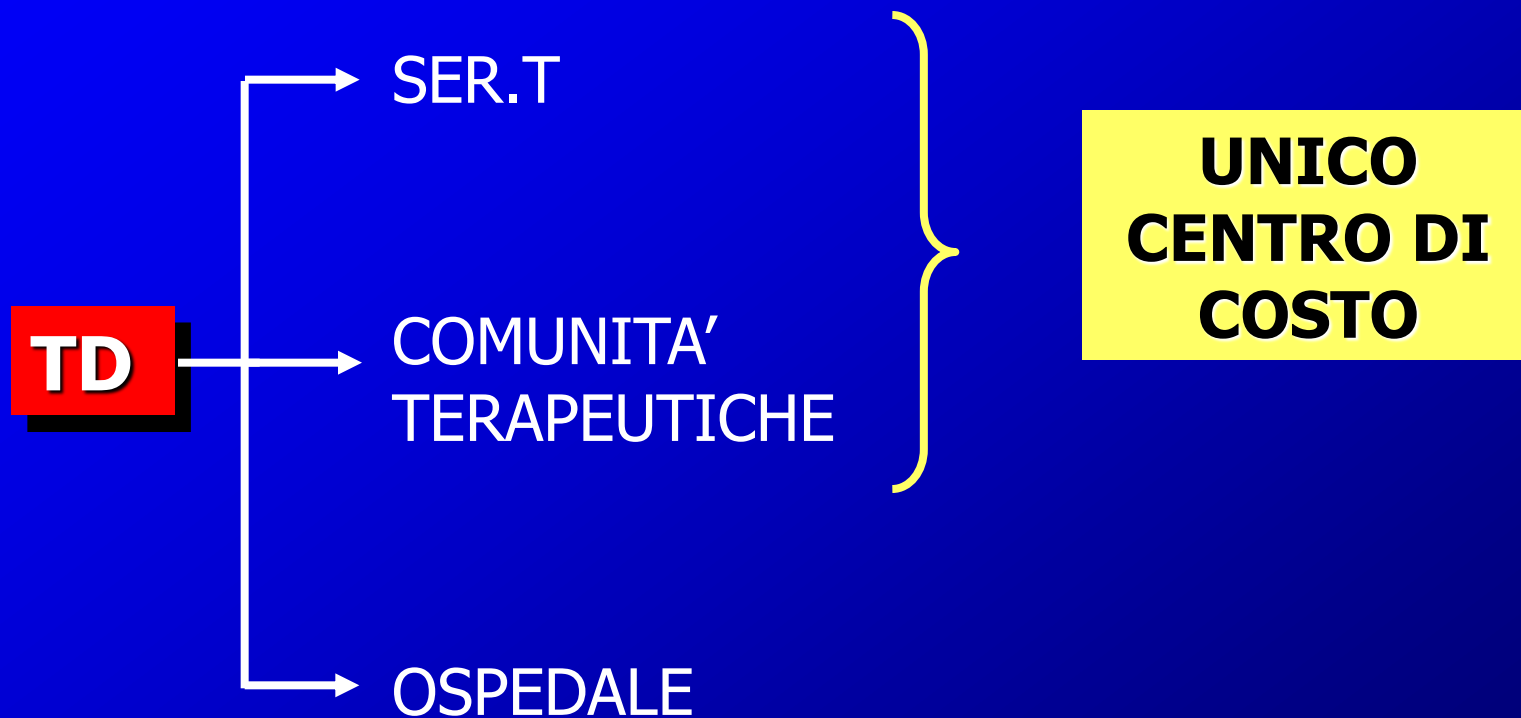 SER.T
UNICO
CENTRO DI
COSTO
TD
COMUNITA’
TERAPEUTICHE
OSPEDALE